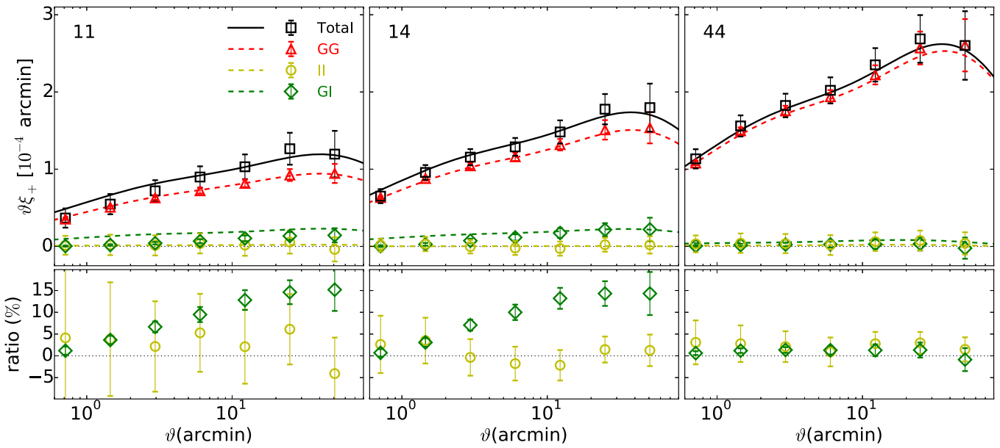 11
Total
GG
II
GI
14
44
3
2
1
0
ϑξ₊ [10⁻⁴ arcmin]
15
10
5
0
−5
ratio (%)
10⁰ 10¹ 10⁰ 10¹ 10⁰ 10¹
ϑ(arcmin) ϑ(arcmin) ϑ(arcmin)